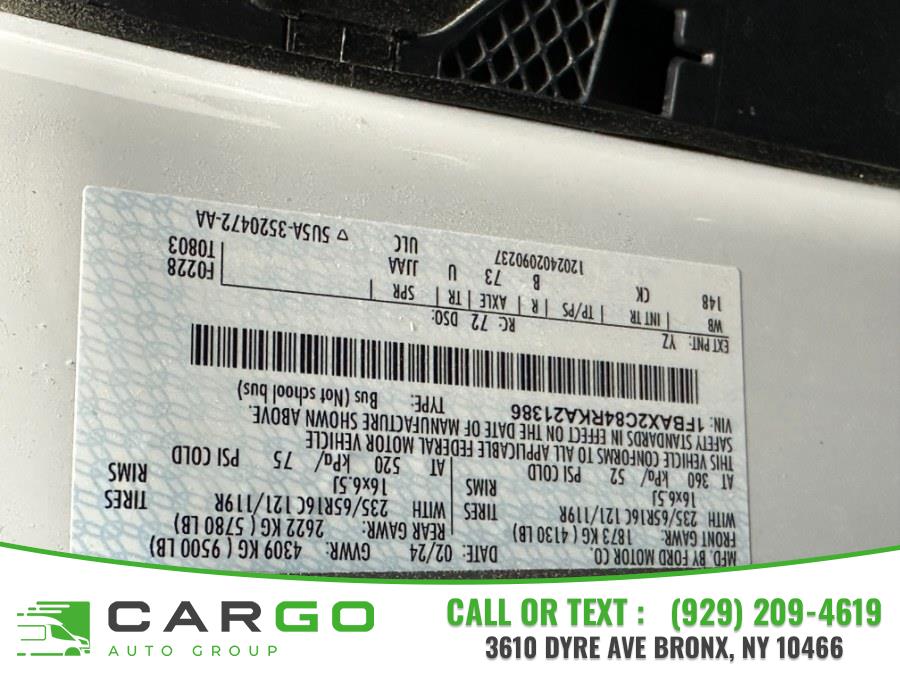 MFD. BY FORD MOTOR CO.
DATE: 02/24 GVWR: 4309 KG ( 9500 LB)
FRONT GAWR: 1873 KG ( 4130 LB) REAR GAWR: 2622 KG ( 5780 LB)
WITH 235/65R16C 121/119R TIRES WITH 235/65R16C 121/119R TIRES
16x6.5J RIMS 16x6.5J RIMS
AT 360 kPa/ 52 PSI COLD AT 520 kPa/ 75 PSI COLD
THIS VEHICLE CONFORMS TO ALL APPLICABLE FEDERAL MOTOR VEHICLE
SAFETY STANDARDS IN EFFECT ON THE DATE OF MANUFACTURE SHOWN ABOVE.
VIN: 1FBAX2C84RKA21386 TYPE: Bus (Not school bus)
EXT PNT: YZ RC: 72 DSO:
WB INT TR TP/PS R AXLE TR SPR F0228
148 CK B 73 U JJAA T0803
120240209023​7 ULC ▽ 5U5A-3520472-AA
CARGO
AUTO GROUP
CALL OR TEXT : (929) 209-4619
3610 DYRE AVE BRONX, NY 10466